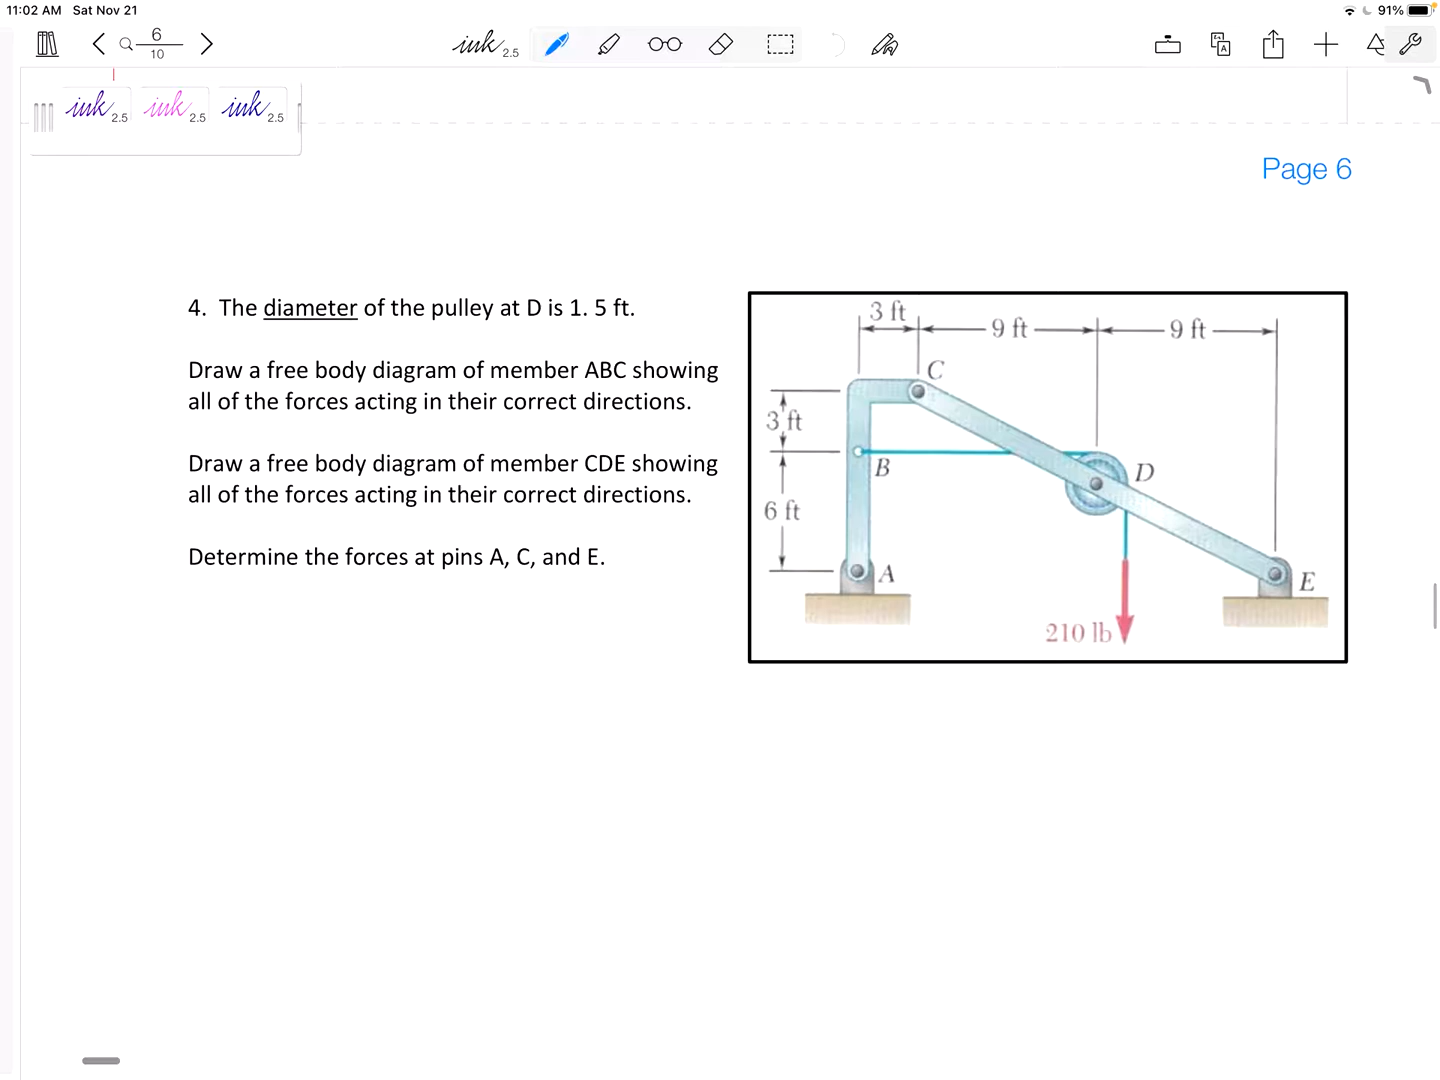 11:02 AM Sat Nov 21
91%
6
10
ink 2.5
ink 2.5
ink 2.5
ink 2.5
Page 6
4. The diameter of the pulley at D is 1. 5 ft.
Draw a free body diagram of member ABC showing
all of the forces acting in their correct directions.
Draw a free body diagram of member CDE showing
all of the forces acting in their correct directions.
Determine the forces at pins A, C, and E.
3 ft
9 ft
9 ft
C
3 ft
B
D
6 ft
A
E
210 lb